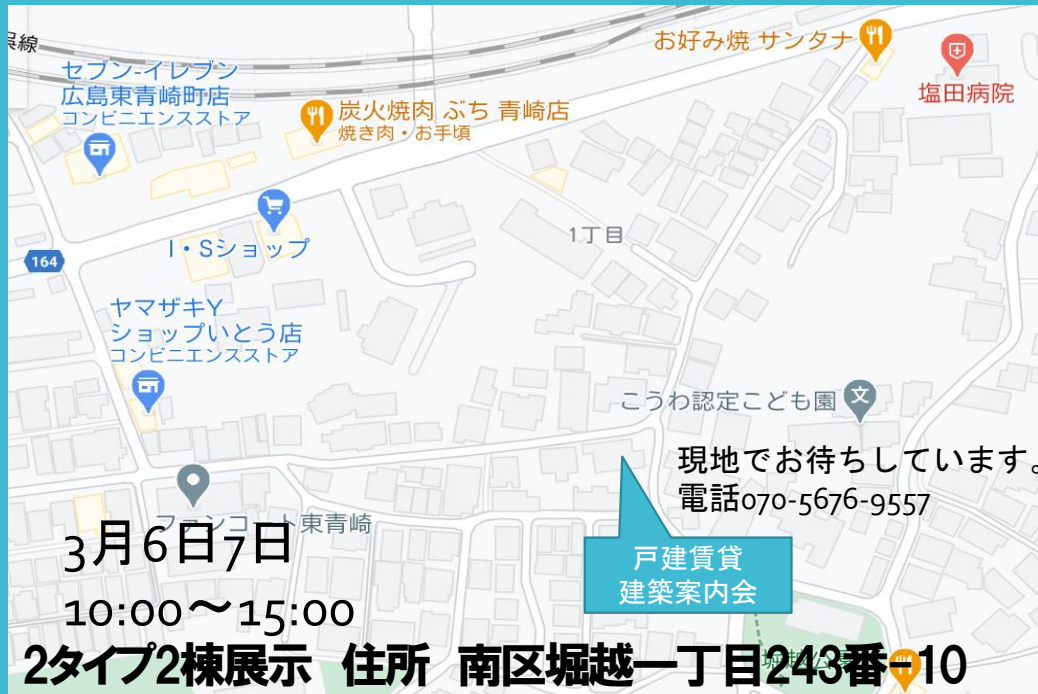 呉線
お好み焼 サンタナ
塩田病院
セブン-イレブン
広島東青崎町店
コンビニエンスストア
炭火焼肉 ぶち 青崎店
焼き肉・お手頃
I・Sショップ
1丁目
164
ヤマザキY
ショップいとう店
コンビニエンスストア
こうわ認定こども園
現地でお待ちしています。
電話070-5676-9557
ファンコート東青崎
3月6日7日
10:00〜15:00
戸建賃貸
建築案内会
2タイプ2棟展示 住所 南区堀越一丁目243番-10